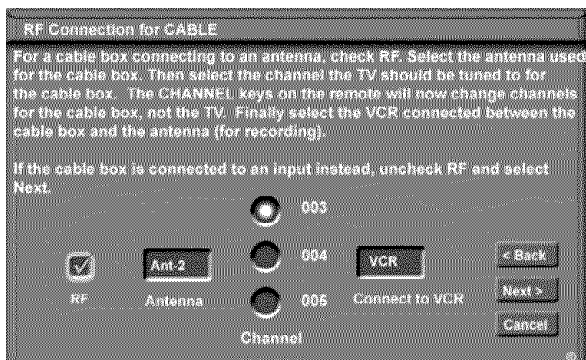 RF Connection for CABLE
For a cable box connecting to an antenna, check RF. Select the antenna used
for the cable box. Then select the channel the TV should be tuned to for
the cable box. The CHANNEL keys on the remote will now change channels
for the cable box, not the TV. Finally select the VCR connected between the
cable box and the antenna (for recording).
If the cable box is connected to an input instead, uncheck RF and select
Next.
003
Ant-2
004
VCR
< Back
RF
Antenna
005
Connect to VCR
Next >
Cancel
Channel